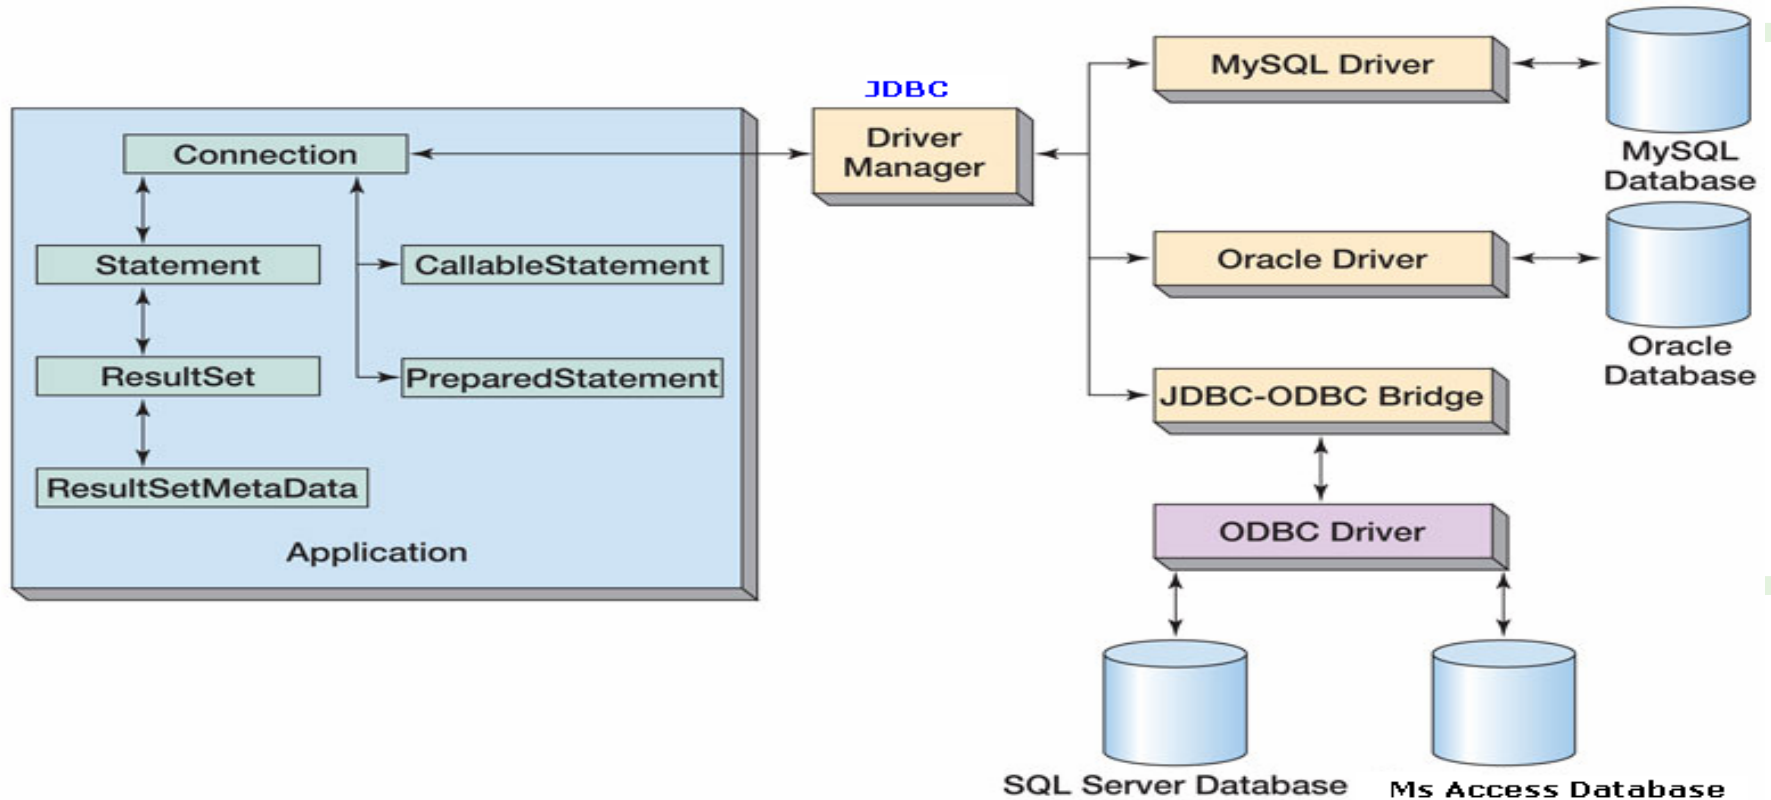 JDBC
Driver
Manager
Connection
Statement
CallableStatement
ResultSet
PreparedStatement
ResultSetMetaData
Application
MySQL Driver
MySQL
Database
Oracle Driver
Oracle
Database
JDBC-ODBC Bridge
ODBC Driver
SQL Server Database
Ms Access Database